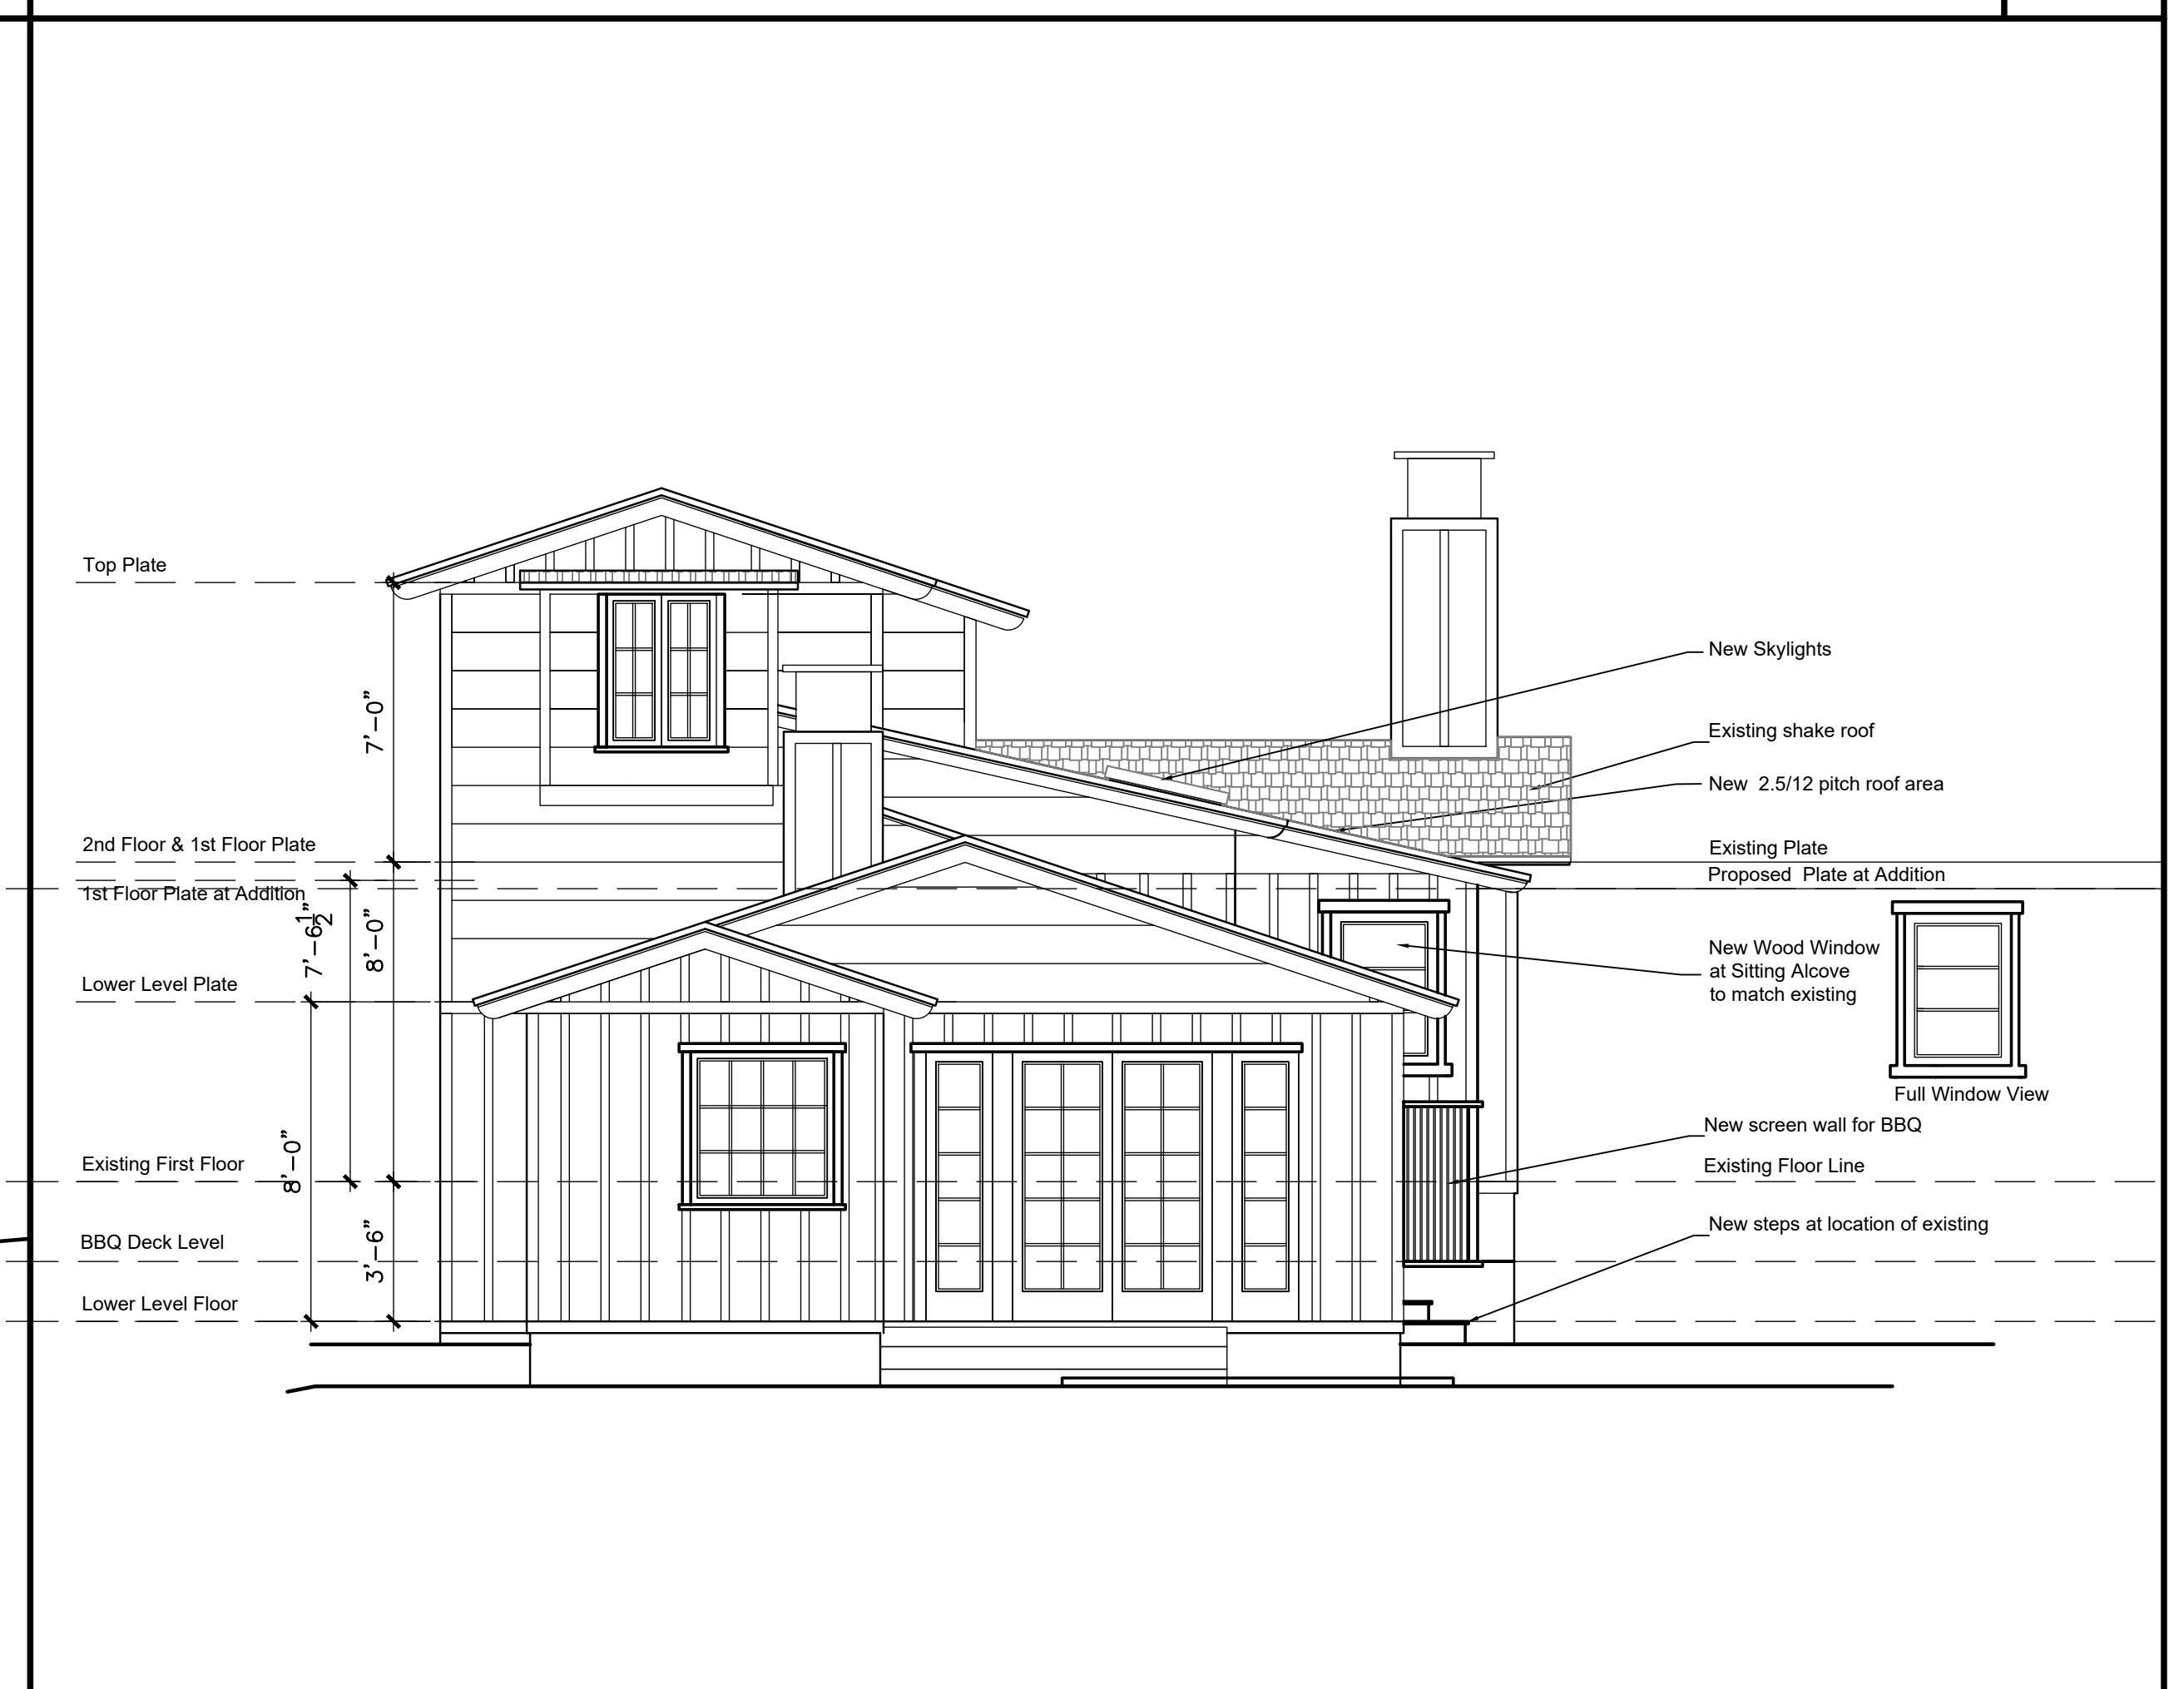 Top Plate
7'-0"
2nd Floor & 1st Floor Plate
1st Floor Plate at Addition
7'-6 1/2"
8'-0"
Lower Level Plate
8'-0"
Existing First Floor
3'-6"
BBQ Deck Level
Lower Level Floor
New Skylights
Existing shake roof
New 2.5/12 pitch roof area
Existing Plate
Proposed Plate at Addition
New Wood Window
at Sitting Alcove
to match existing
Full Window View
New screen wall for BBQ
Existing Floor Line
New steps at location of existing